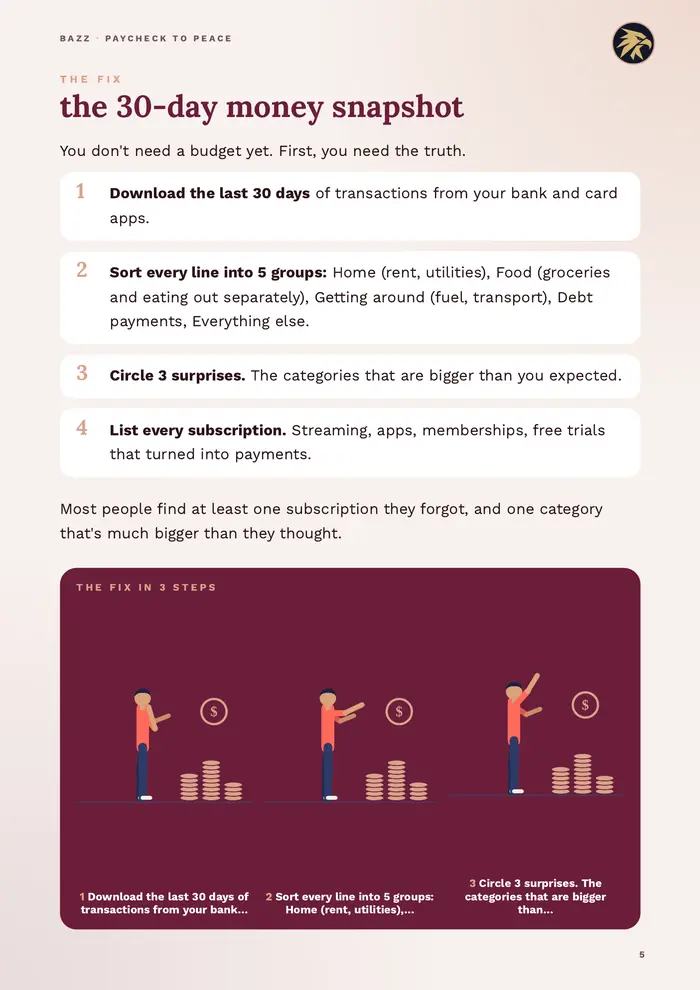 BAZZ · PAYCHECK TO PEACE
THE FIX
the 30-day money snapshot
You don't need a budget yet. First, you need the truth.
1 Download the last 30 days of transactions from your bank and card
apps.
2 Sort every line into 5 groups: Home (rent, utilities), Food (groceries
and eating out separately), Getting around (fuel, transport), Debt
payments, Everything else.
3 Circle 3 surprises. The categories that are bigger than you expected.
4 List every subscription. Streaming, apps, memberships, free trials
that turned into payments.
Most people find at least one subscription they forgot, and one category
that's much bigger than they thought.
THE FIX IN 3 STEPS
$
$
$
1 Download the last 30 days of
transactions from your bank...
2 Sort every line into 5 groups:
Home (rent, utilities),...
3 Circle 3 surprises. The
categories that are bigger
than...
5